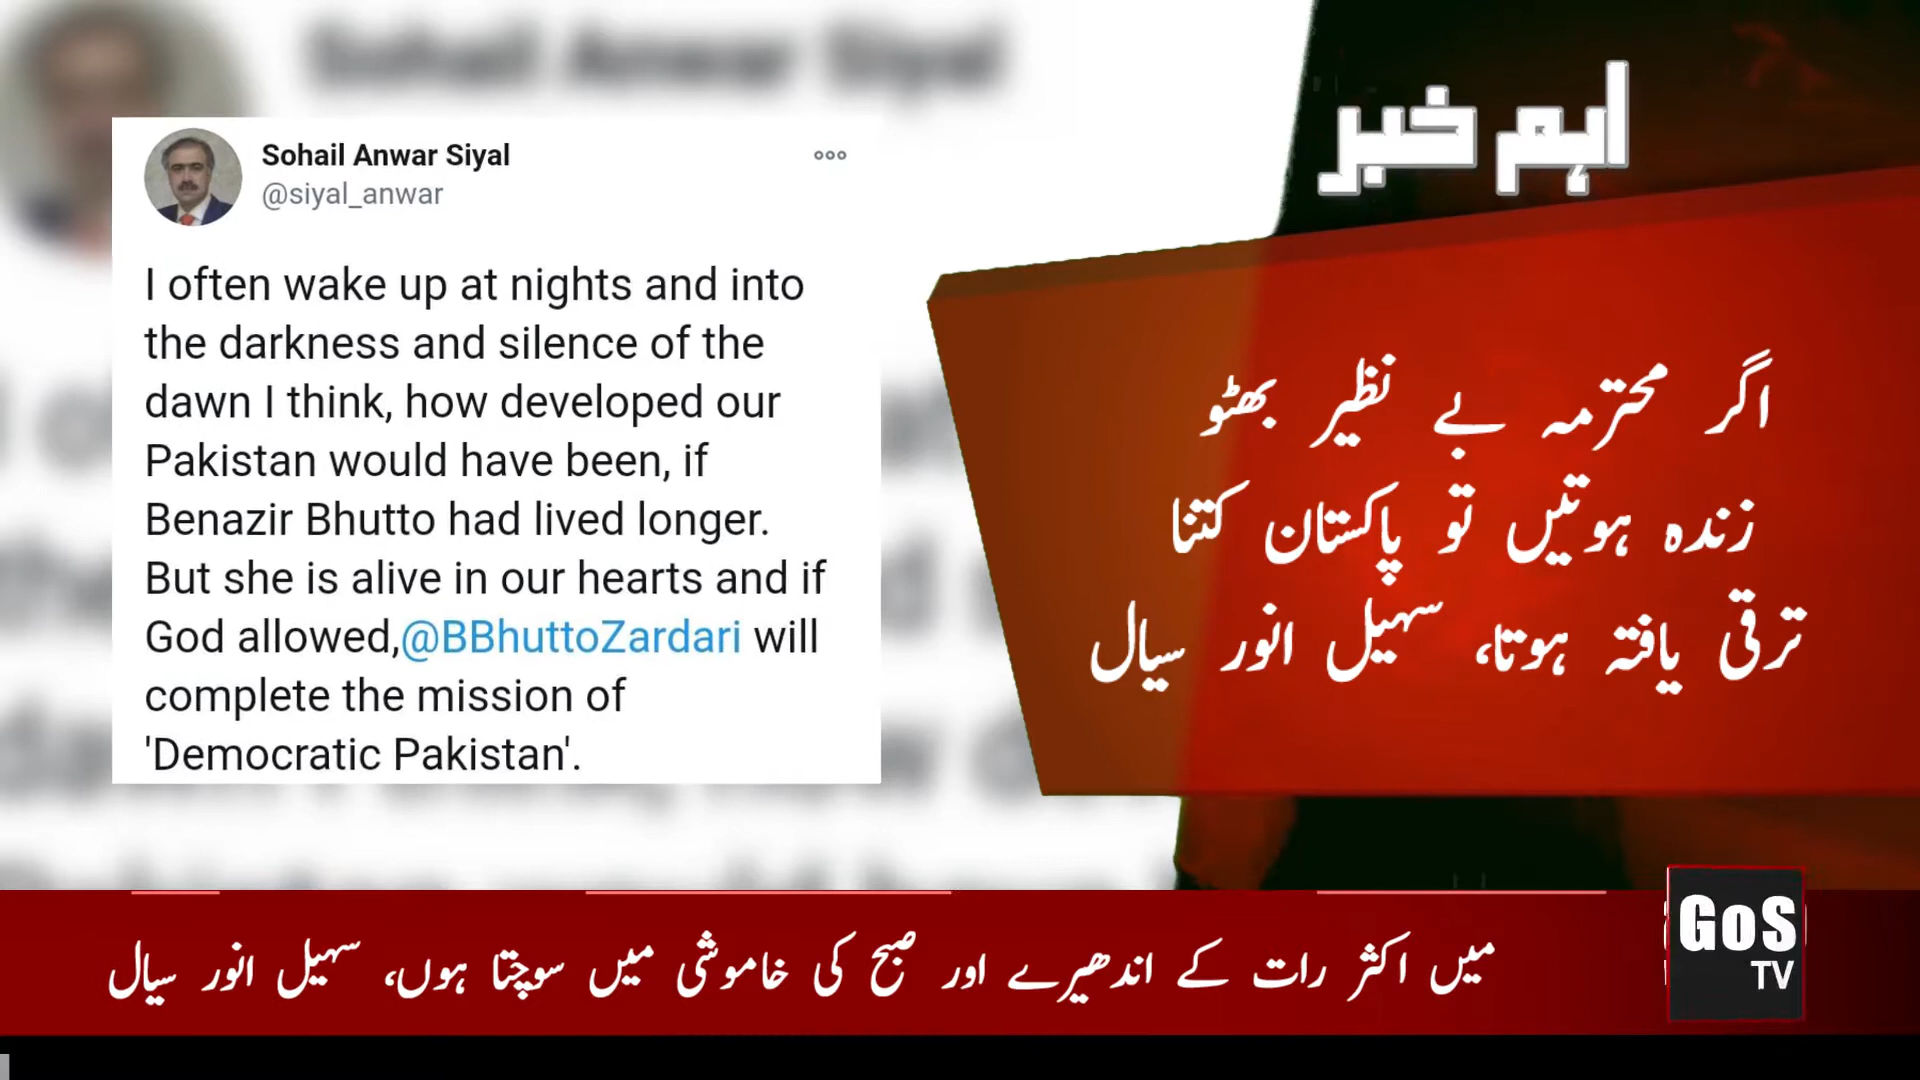 Sohail Anwar Siyal
Sohail Anwar Siyal
@siyal_anwar
I often wake up at nights and into
the darkness and silence of the
dawn I think, how developed our
Pakistan would have been, if
Benazir Bhutto had lived longer.
But she is alive in our hearts and if
God allowed,@BBhuttoZardari will
complete the mission of
'Democratic Pakistan'.
اہم خبر
اگر محترمہ بے نظیر بھٹو
زندہ ہوتیں تو پاکستان کتنا
ترقی یافتہ ہوتا، سہیل انور سیال
میں اکثر رات کے اندھیرے اور صبح کی خاموشی میں سوچتا ہوں، سہیل انور سیال
GoS
TV